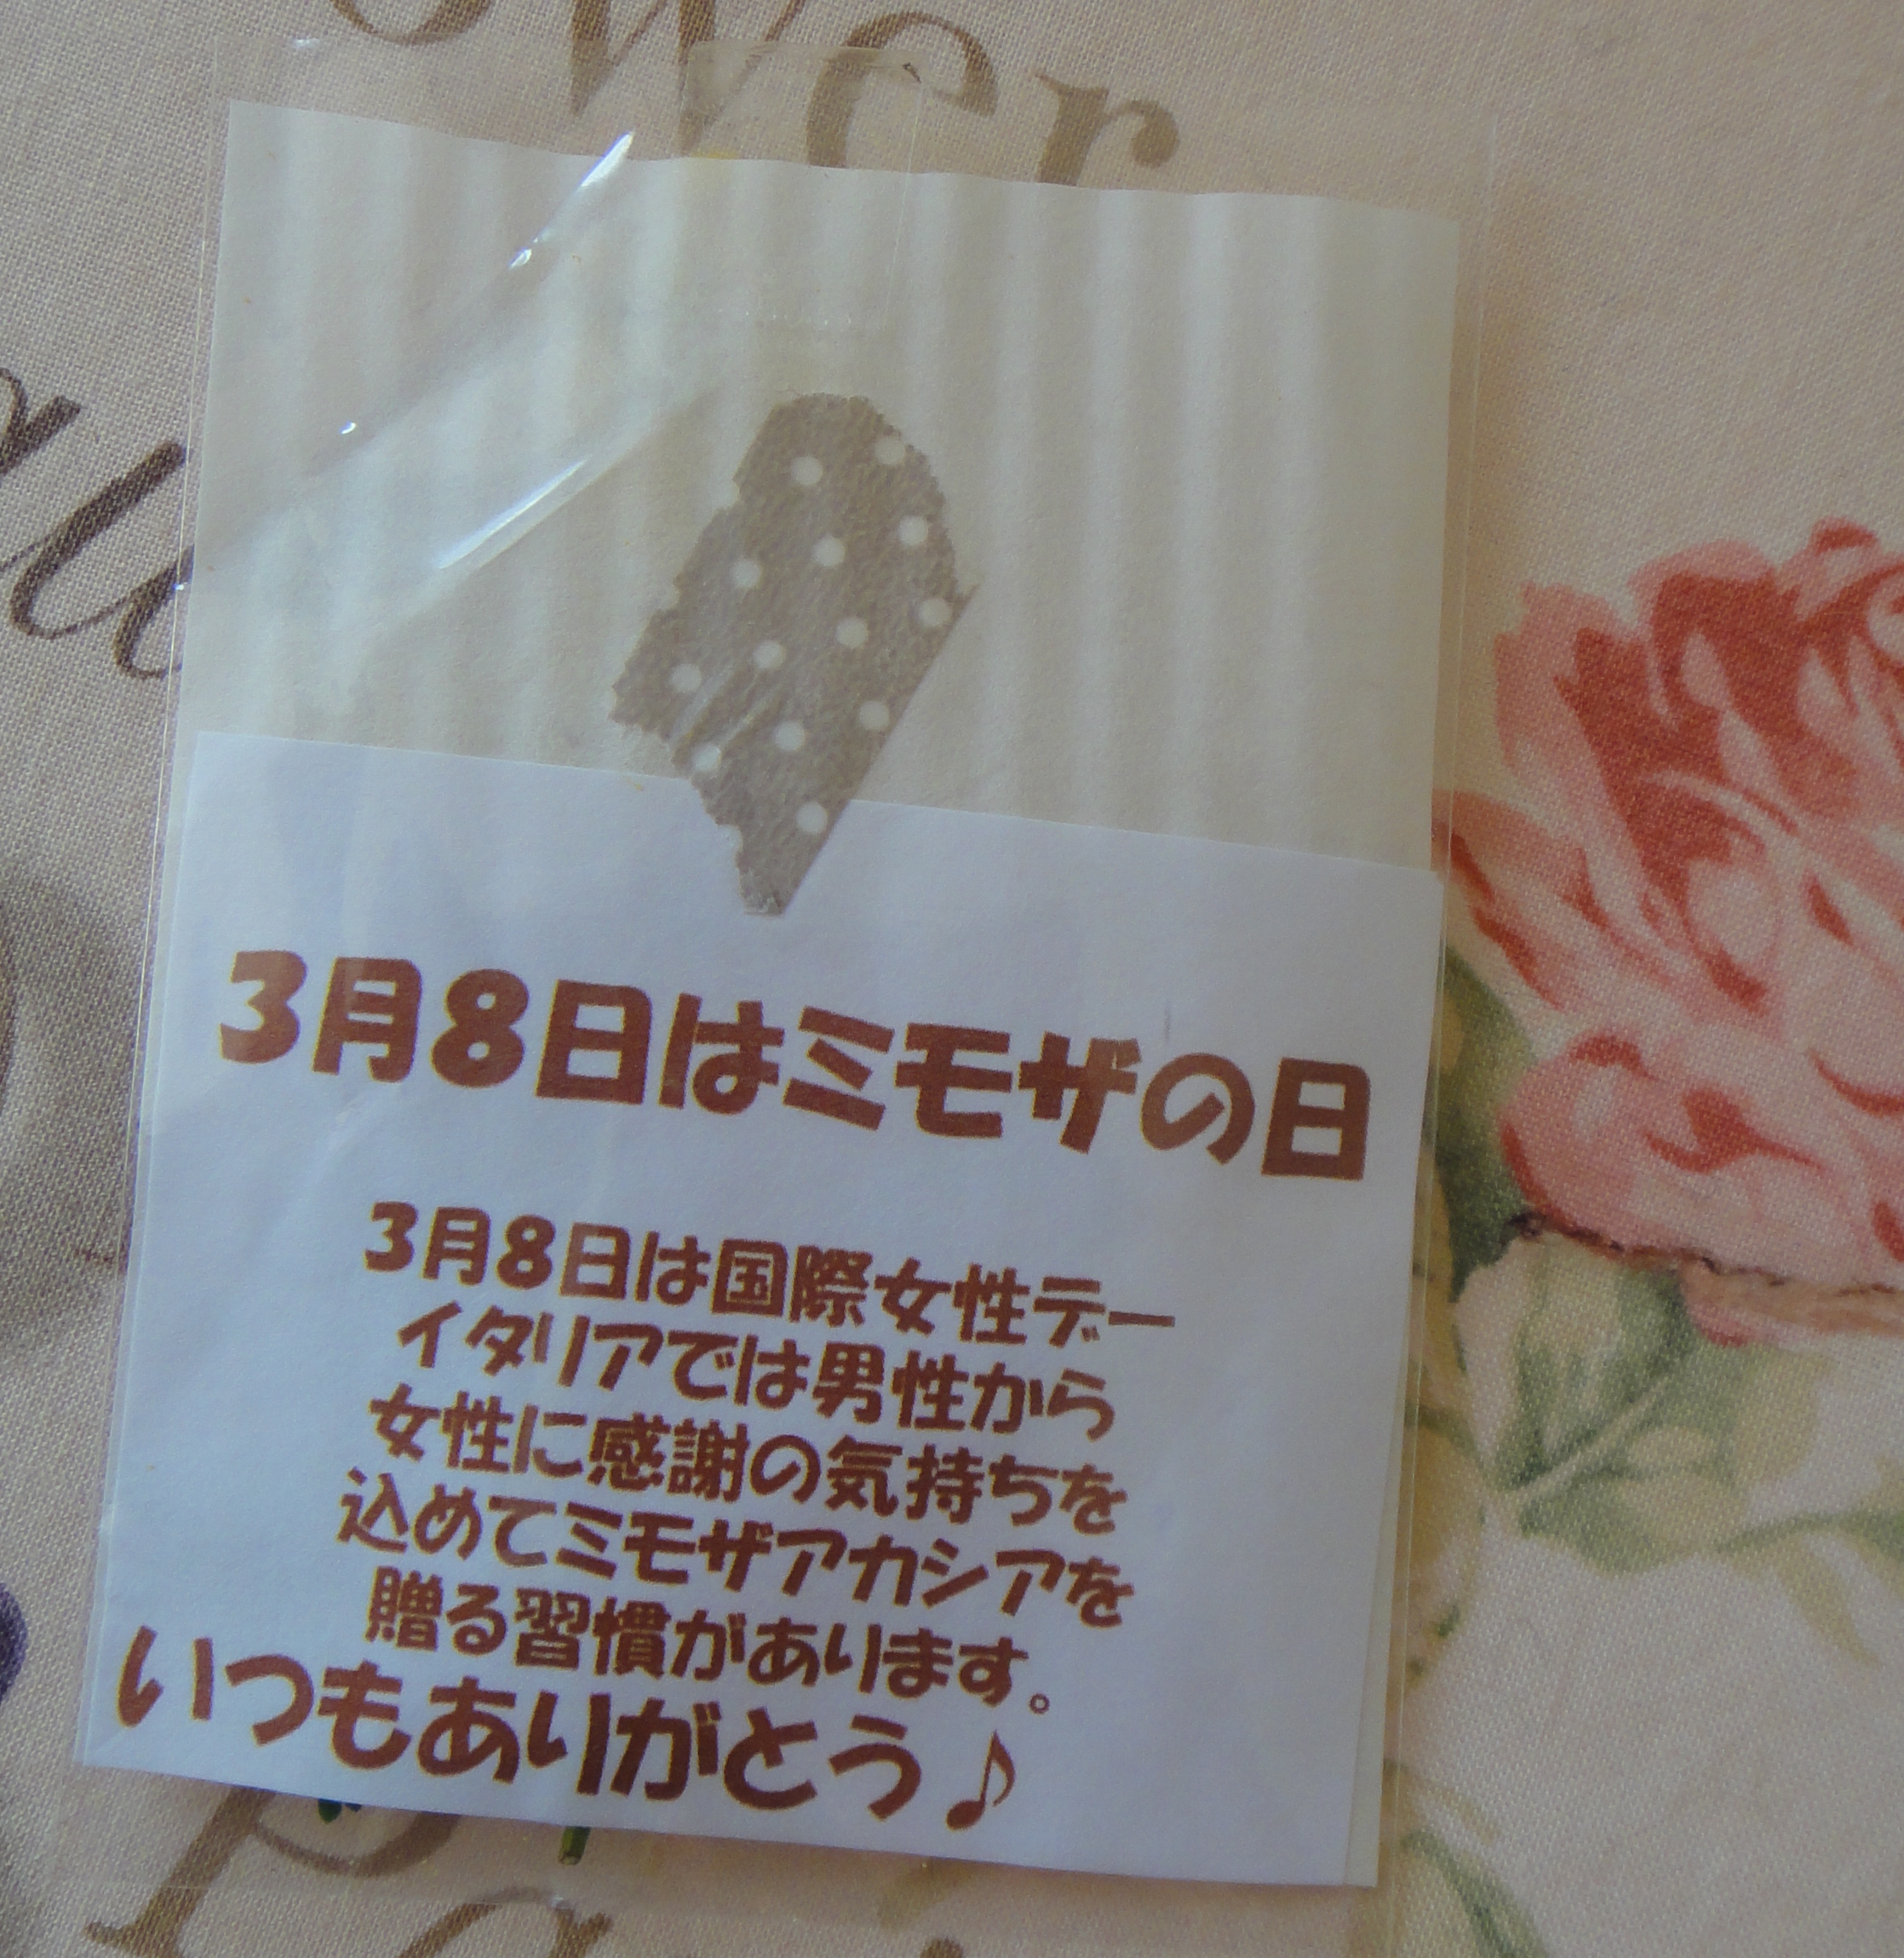 ower
3月8日はミモザの日
3月8日は国際女性デー
イタリアでは男性から
女性に感謝の気持ちを
込めてミモザアカシアを
贈る習慣があります。
いつもありがとう♪